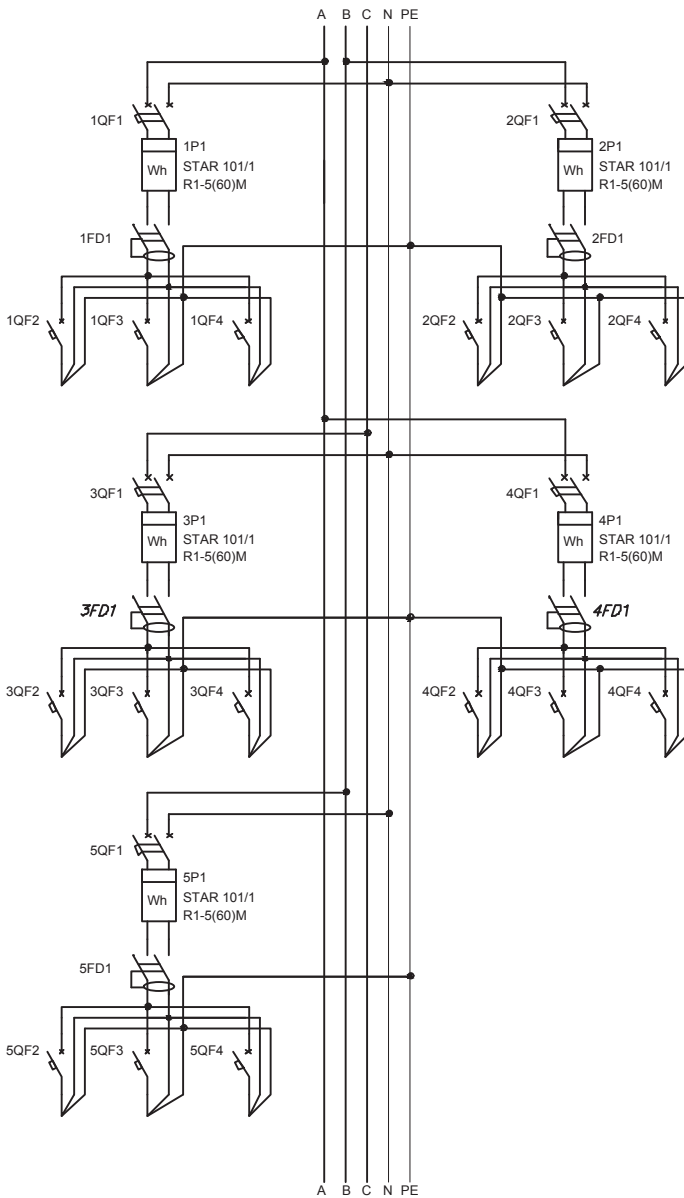 A B C N PE
1QF1
1P1
Wh
STAR 101/1
R1-5(60)M
2QF1
2P1
Wh
STAR 101/1
R1-5(60)M
1FD1
2FD1
1QF2 1QF3 1QF4
2QF2 2QF3 2QF4
3QF1
3P1
Wh
STAR 101/1
R1-5(60)M
4QF1
4P1
Wh
STAR 101/1
R1-5(60)M
3FD1
4FD1
3QF2 3QF3 3QF4
4QF2 4QF3 4QF4
5QF1
5P1
Wh
STAR 101/1
R1-5(60)M
5FD1
5QF2 5QF3 5QF4
A B C N PE